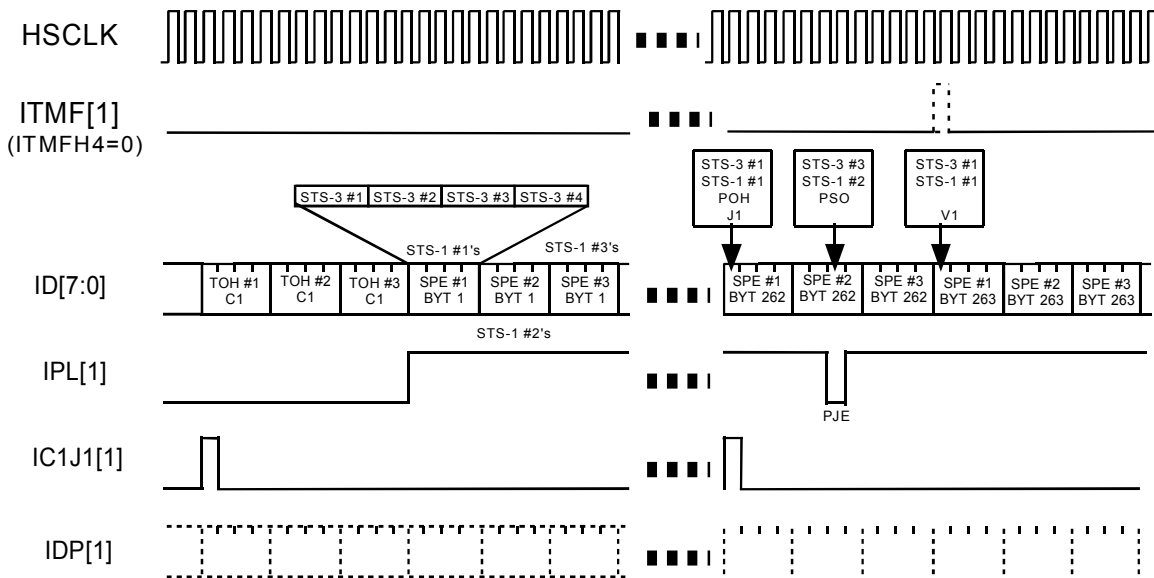 HSCLK
ITMF[1]
(ITMFH4=0)
STS-3 #1 STS-3 #2 STS-3 #3 STS-3 #4
STS-3 #1
STS-1 #1
POH
J1
STS-3 #3
STS-1 #2
PSO
STS-3 #1
STS-1 #1
V1
STS-1 #1's
STS-1 #3's
ID[7:0]
TOH #1
C1
TOH #2
C1
TOH #3
C1
SPE #1
BYT 1
SPE #2
BYT 1
SPE #3
BYT 1
SPE #1
BYT 262
SPE #2
BYT 262
SPE #3
BYT 262
SPE #1
BYT 263
SPE #2
BYT 263
SPE #3
BYT 263
STS-1 #2's
IPL[1]
PJE
IC1J1[1]
IDP[1]